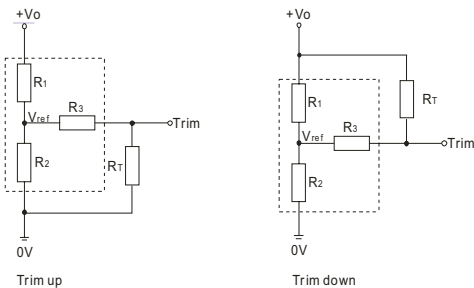 +Vo
R1
R3
Vref
Trim
R2
RT
0V
Trim up
+Vo
R1
RT
R3
Vref
Trim
R2
0V
Trim down